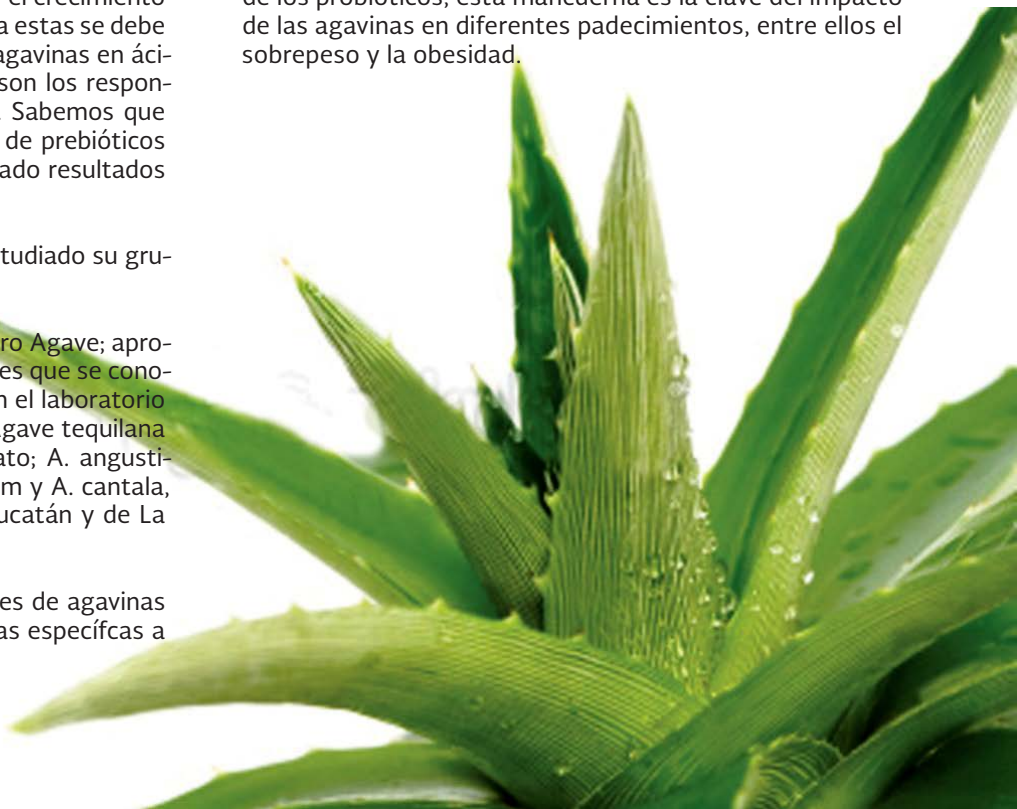 el crecimiento
a estas se debe
agavinas en áci-
son los respon-
. Sabemos que
de prebióticos
ado resultados
tudiado su gru-
ro Agave; apro-
es que se cono-
n el laboratorio
gave tequilana
ato; A. angusti-
m y A. cantala,
ucatán y de La
es de agavinas
as específcas a
de los probióticos, esta mancuerna es la clave del impacto
de las agavinas en diferentes padecimientos, entre ellos el
sobrepeso y la obesidad.